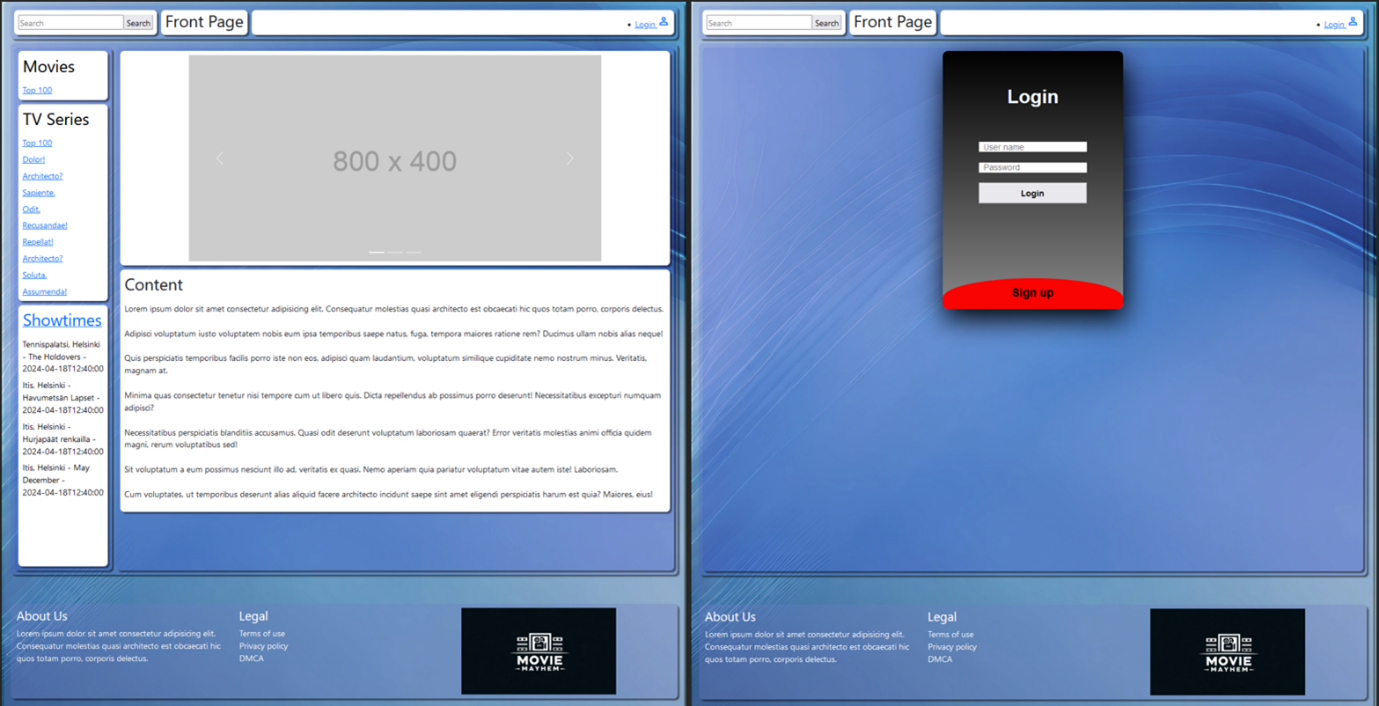 Search Search Front Page Login
Movies
Top 100
TV Series
Top 100
Dolor!
Architecto?
Sapiente.
Odit.
Recusandae!
Repellat!
Architecto?
Soluta.
Assumenda!
Showtimes
Tennispalatsi, Helsinki
- The Holdovers -
2024-04-18T12:40:00
Itis, Helsinki -
Havumetsän Lapset -
2024-04-18T12:40:00
Itis, Helsinki -
Hurjapäät renkailla -
2024-04-18T12:40:00
Itis, Helsinki - May
December -
2024-04-18T12:40:00
800 x 400
Content
Lorem ipsum dolor sit amet consectetur adipisicing elit. Consequatur molestias quasi architecto est obcaecati hic quos totam porro, corporis delectus.
Adipisci voluptatum iusto voluptatem nobis eum ipsa temporibus saepe natus, fuga, tempora maiores ratione rem? Ducimus ullam nobis alias neque!
Quis perspiciatis temporibus facilis porro iste non eos, adipisci quam laudantium, voluptatum similique cupiditate nemo nostrum minus. Veritatis,
magnam at.
Minima quas consectetur tenetur nisi tempore cum ut libero quis. Dicta repellendus ab possimus porro deserunt! Necessitatibus excepturi numquam
adipisci?
Necessitatibus perspiciatis blanditiis accusamus. Quasi odit deserunt voluptatum laboriosam quaerat? Error veritatis molestias animi officia quidem
magni, rerum voluptatibus sed!
Sit voluptatum a eum possimus nesciunt illo ad, veritatis ex quasi. Nemo aperiam quia pariatur voluptatum vitae autem iste! Laboriosam.
Cum voluptates, ut temporibus deserunt alias aliquid facere architecto incidunt saepe sint amet eligendi perspiciatis harum est quia? Maiores, eius!
About Us
Lorem ipsum dolor sit amet consectetur adipisicing elit.
Consequatur molestias quasi architecto est obcaecati hic
quos totam porro, corporis delectus.
Legal
Terms of use
Privacy policy
DMCA
MOVIE
MAYHEM
Search Search Front Page Login
Login
User name
Password
Login
Sign up
About Us
Lorem ipsum dolor sit amet consectetur adipisicing elit.
Consequatur molestias quasi architecto est obcaecati hic
quos totam porro, corporis delectus.
Legal
Terms of use
Privacy policy
DMCA
MOVIE
MAYHEM